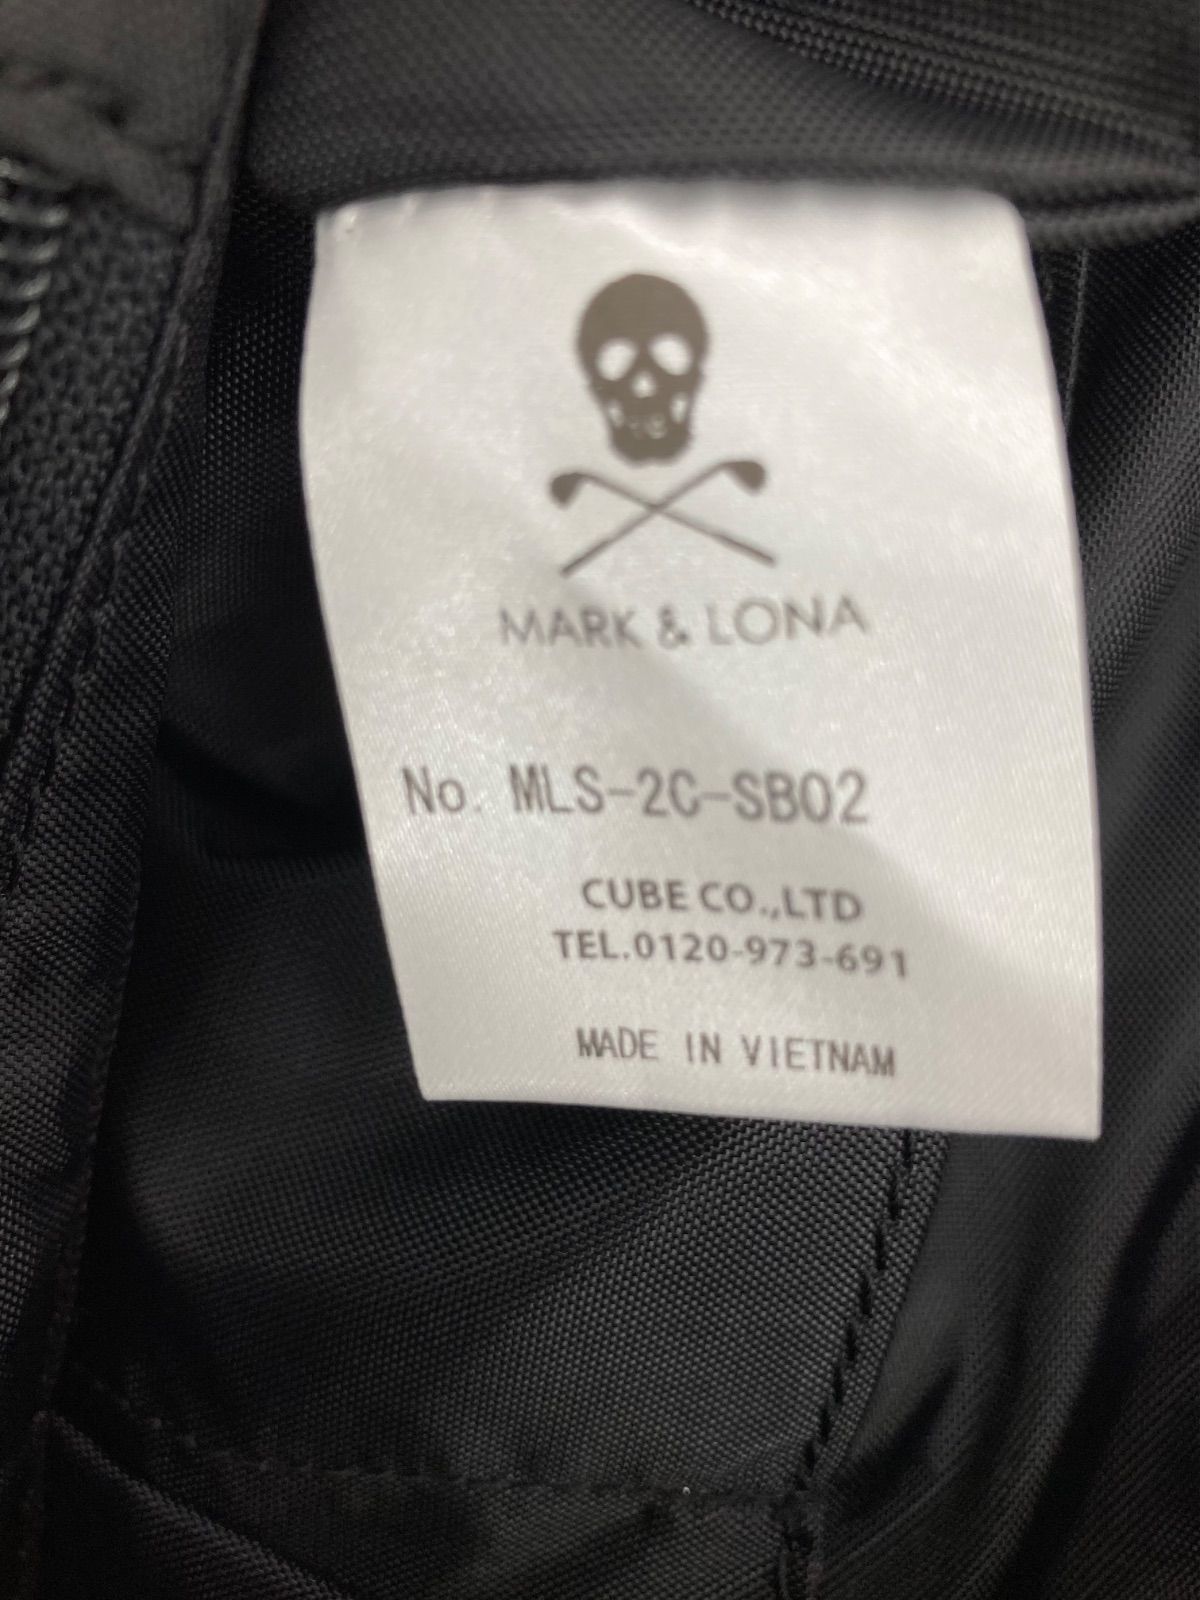 MARK & LONA
No. MLS-2C-SB02
CUBE CO.,LTD
TEL.0120-973-691
MADE IN VIETNAM